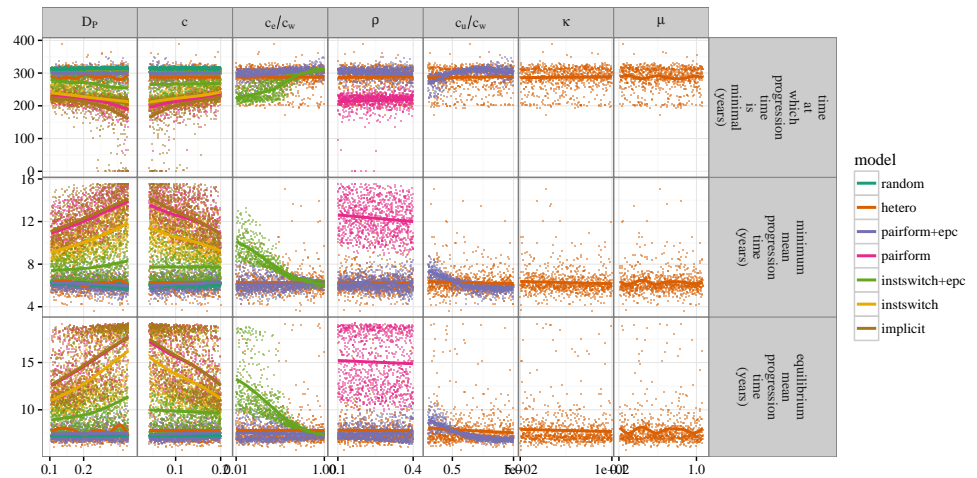 D_P c c_e/c_w ρ c_u/c_w κ μ
400
300
200
100
0
time
at
which
progression
time
is
minimal
(years)
16
12
8
4
minimum
mean
progression
time
(years)
15
10
equilibrium
mean
progression
time
(years)
0.1 0.2 0.1 0.2 0.01 1.00 0.1 0.4 0.5 5e-02 1e+02 0.2 1.0
model
random
hetero
pairform+epc
pairform
instswitch+epc
instswitch
implicit